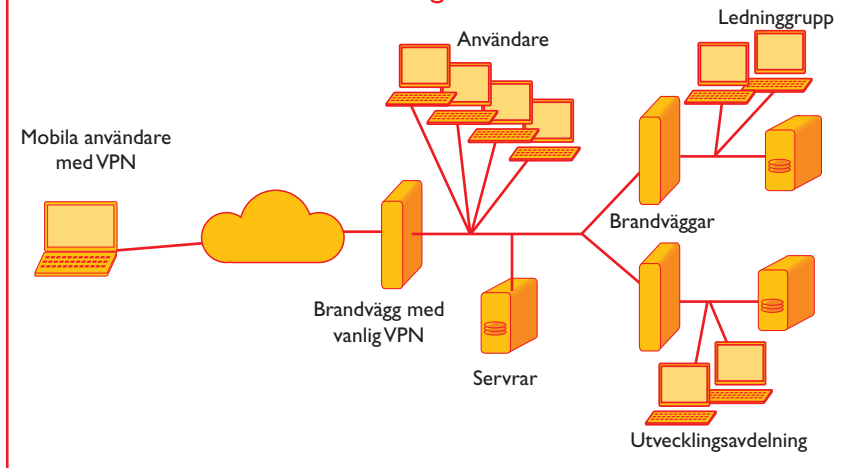 Ledninggrupp
Användare
Mobila användare
med VPN
Brandväggar
Brandvägg med
vanlig VPN
Servrar
Utvecklingsavdelning